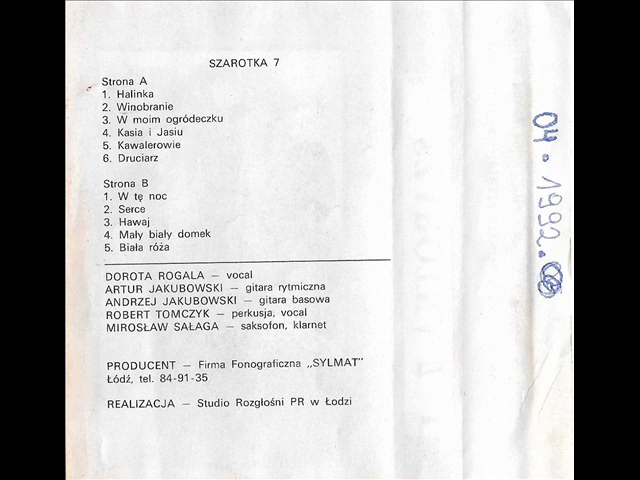 SZAROTKA 7
Strona A
1. Halinka
2. Winobranie
3. W moim ogródeczku
4. Kasia i Jasiu
5. Kawalerowie
6. Druciarz
Strona B
1. W tę noc
2. Serce
3. Hawaj
4. Mały biały domek
5. Biała róża
DOROTA ROGALA — vocal
ARTUR JAKUBOWSKI — gitara rytmiczna
ANDRZEJ JAKUBOWSKI — gitara basowa
ROBERT TOMCZYK — perkusja, vocal
MIROSŁAW SAŁAGA — saksofon, klarnet
PRODUCENT — Firma Fonograficzna „SYLMAT"
Łódź, tel. 84-91-35
REALIZACJA — Studio Rozgłośni PR w Łodzi
04. 1992.